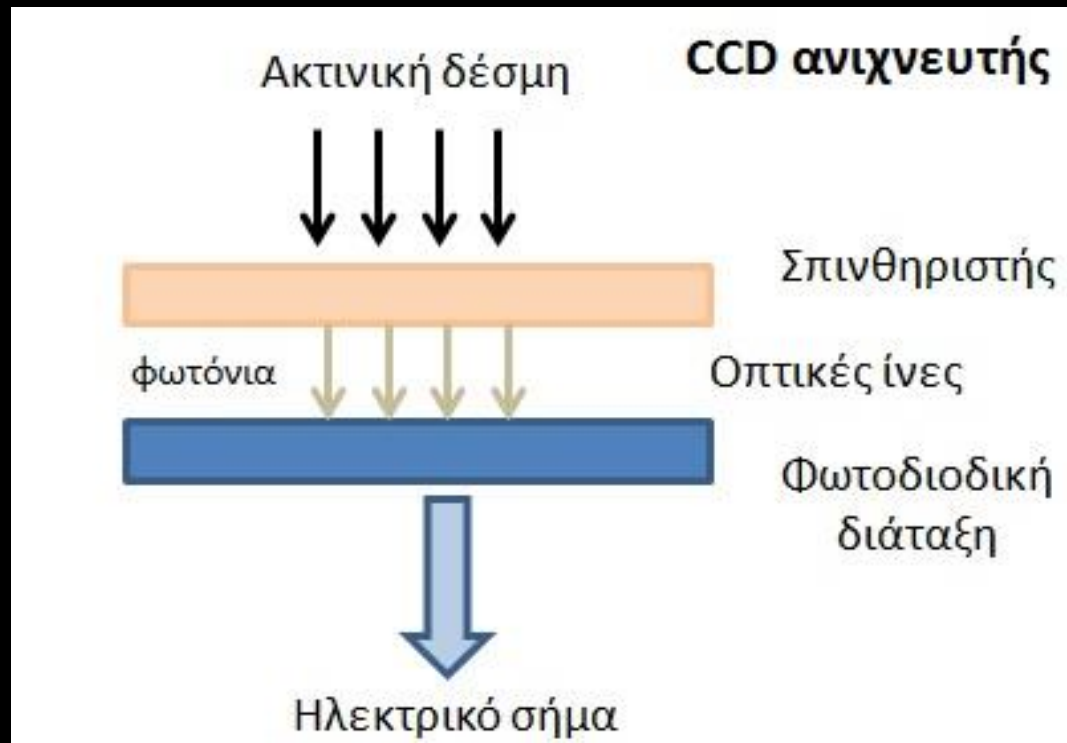 CCD ανιχνευτής
Ακτινική δέσμη
Σπινθηριστής
φωτόνια
Οπτικές ίνες
Φωτοδιοδική
διάταξη
Ηλεκτρικό σήμα